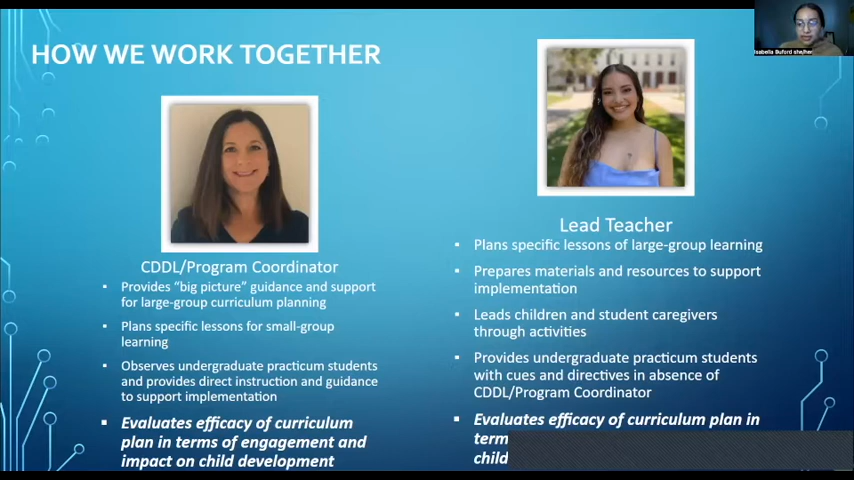 HOW WE WORK TOGETHER
Isabella Buford she/her
CDDL/Program Coordinator
▪ Provides “big picture” guidance and support
for large-group curriculum planning
▪ Plans specific lessons for small-group
learning
▪ Observes undergraduate practicum students
and provides direct instruction and guidance
to support implementation
▪ Evaluates efficacy of curriculum
plan in terms of engagement and
impact on child development
Lead Teacher
▪ Plans specific lessons of large-group learning
▪ Prepares materials and resources to support
implementation
▪ Leads children and student caregivers
through activities
▪ Provides undergraduate practicum students
with cues and directives in absence of
CDDL/Program Coordinator
▪ Evaluates efficacy of curriculum plan in
term
child